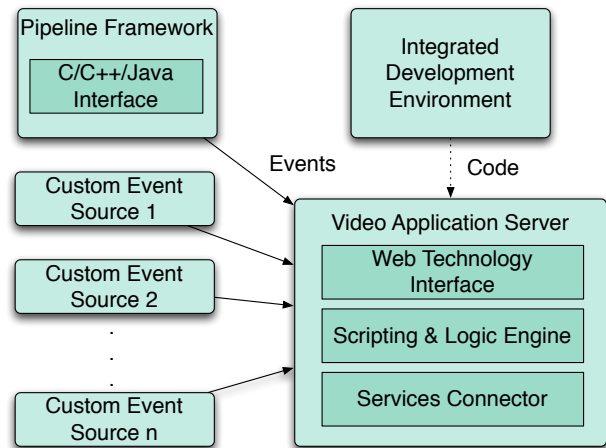 Pipeline Framework
C/C++/Java
Interface
Integrated
Development
Environment
Events
Code
Custom Event
Source 1
Custom Event
Source 2
.
.
.
Custom Event
Source n
Video Application Server
Web Technology
Interface
Scripting & Logic Engine
Services Connector